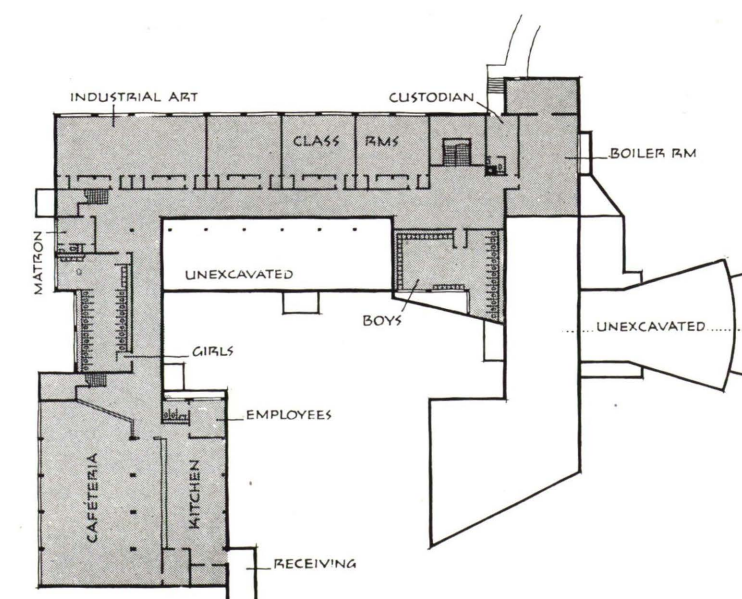 INDUSTRIAL ART
CUSTODIAN
CLASS RMS
BOILER RM
MATRON
UNEXCAVATED
BOYS
UNEXCAVATED
GIRLS
EMPLOYEES
CAFETERIA
KITCHEN
RECEIVING